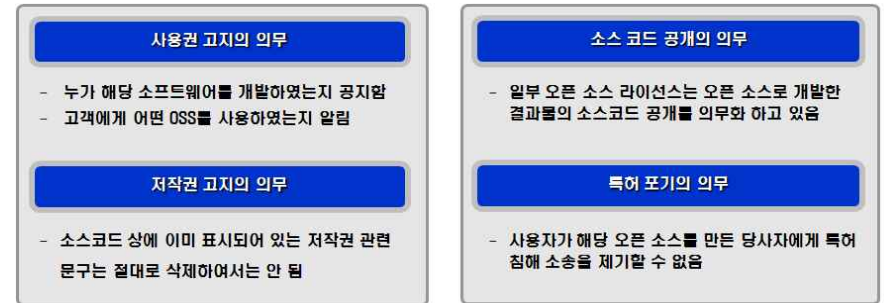 사용권 고지의 의무
- 누가 해당 소프트웨어를 개발하였는지 공지함
- 고객에게 어떤 OSS를 사용하였는지 알림
저작권 고지의 의무
- 소스코드 상에 이미 표시되어 있는 저작권 관련
문구는 절대로 삭제하여서는 안 됨
소스 코드 공개의 의무
- 일부 오픈 소스 라이선스는 오픈 소스로 개발한
결과물의 소스코드 공개를 의무화 하고 있음
특허 포기의 의무
- 사용자가 해당 오픈 소스를 만든 당사자에게 특허
침해 소송을 제기할 수 없음